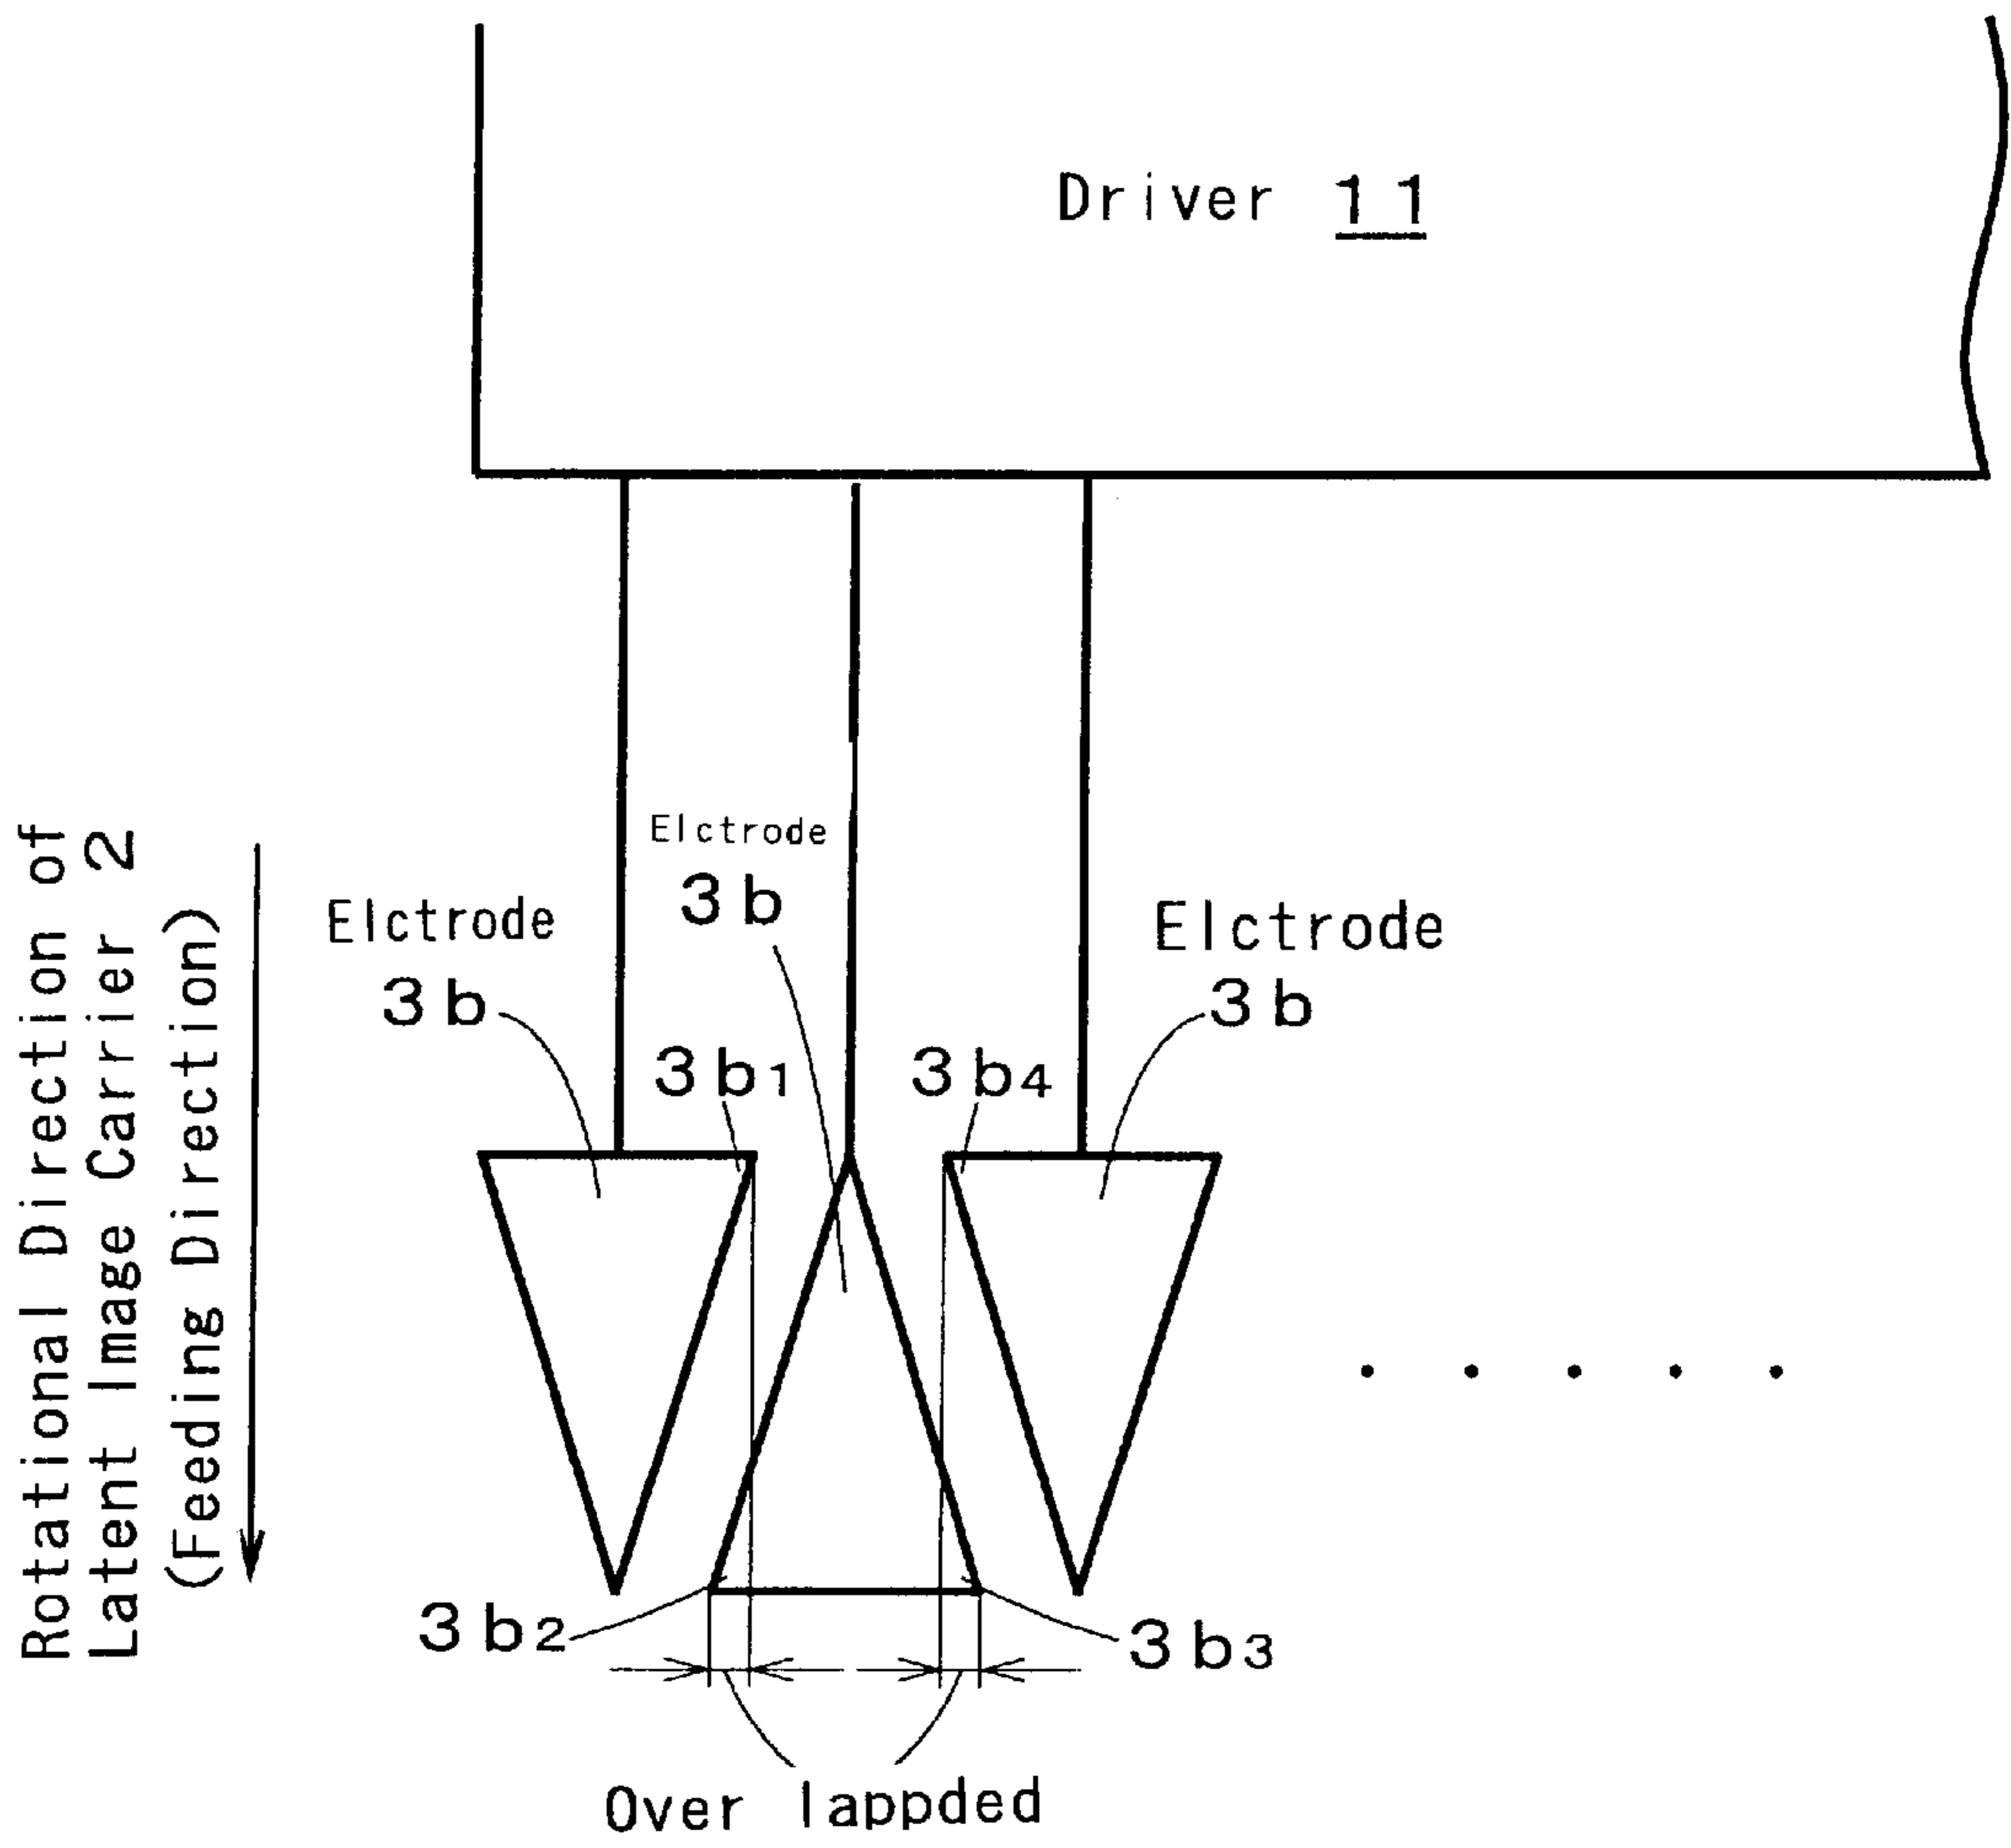 Driver 11
Elctrode
3b
Elctrode
3b
Elctrode
3b
3b1
3b4
Rotational Direction of
Latent Image Carrier 2
(Feeding Direction)
3b2
3b3
Over lappded